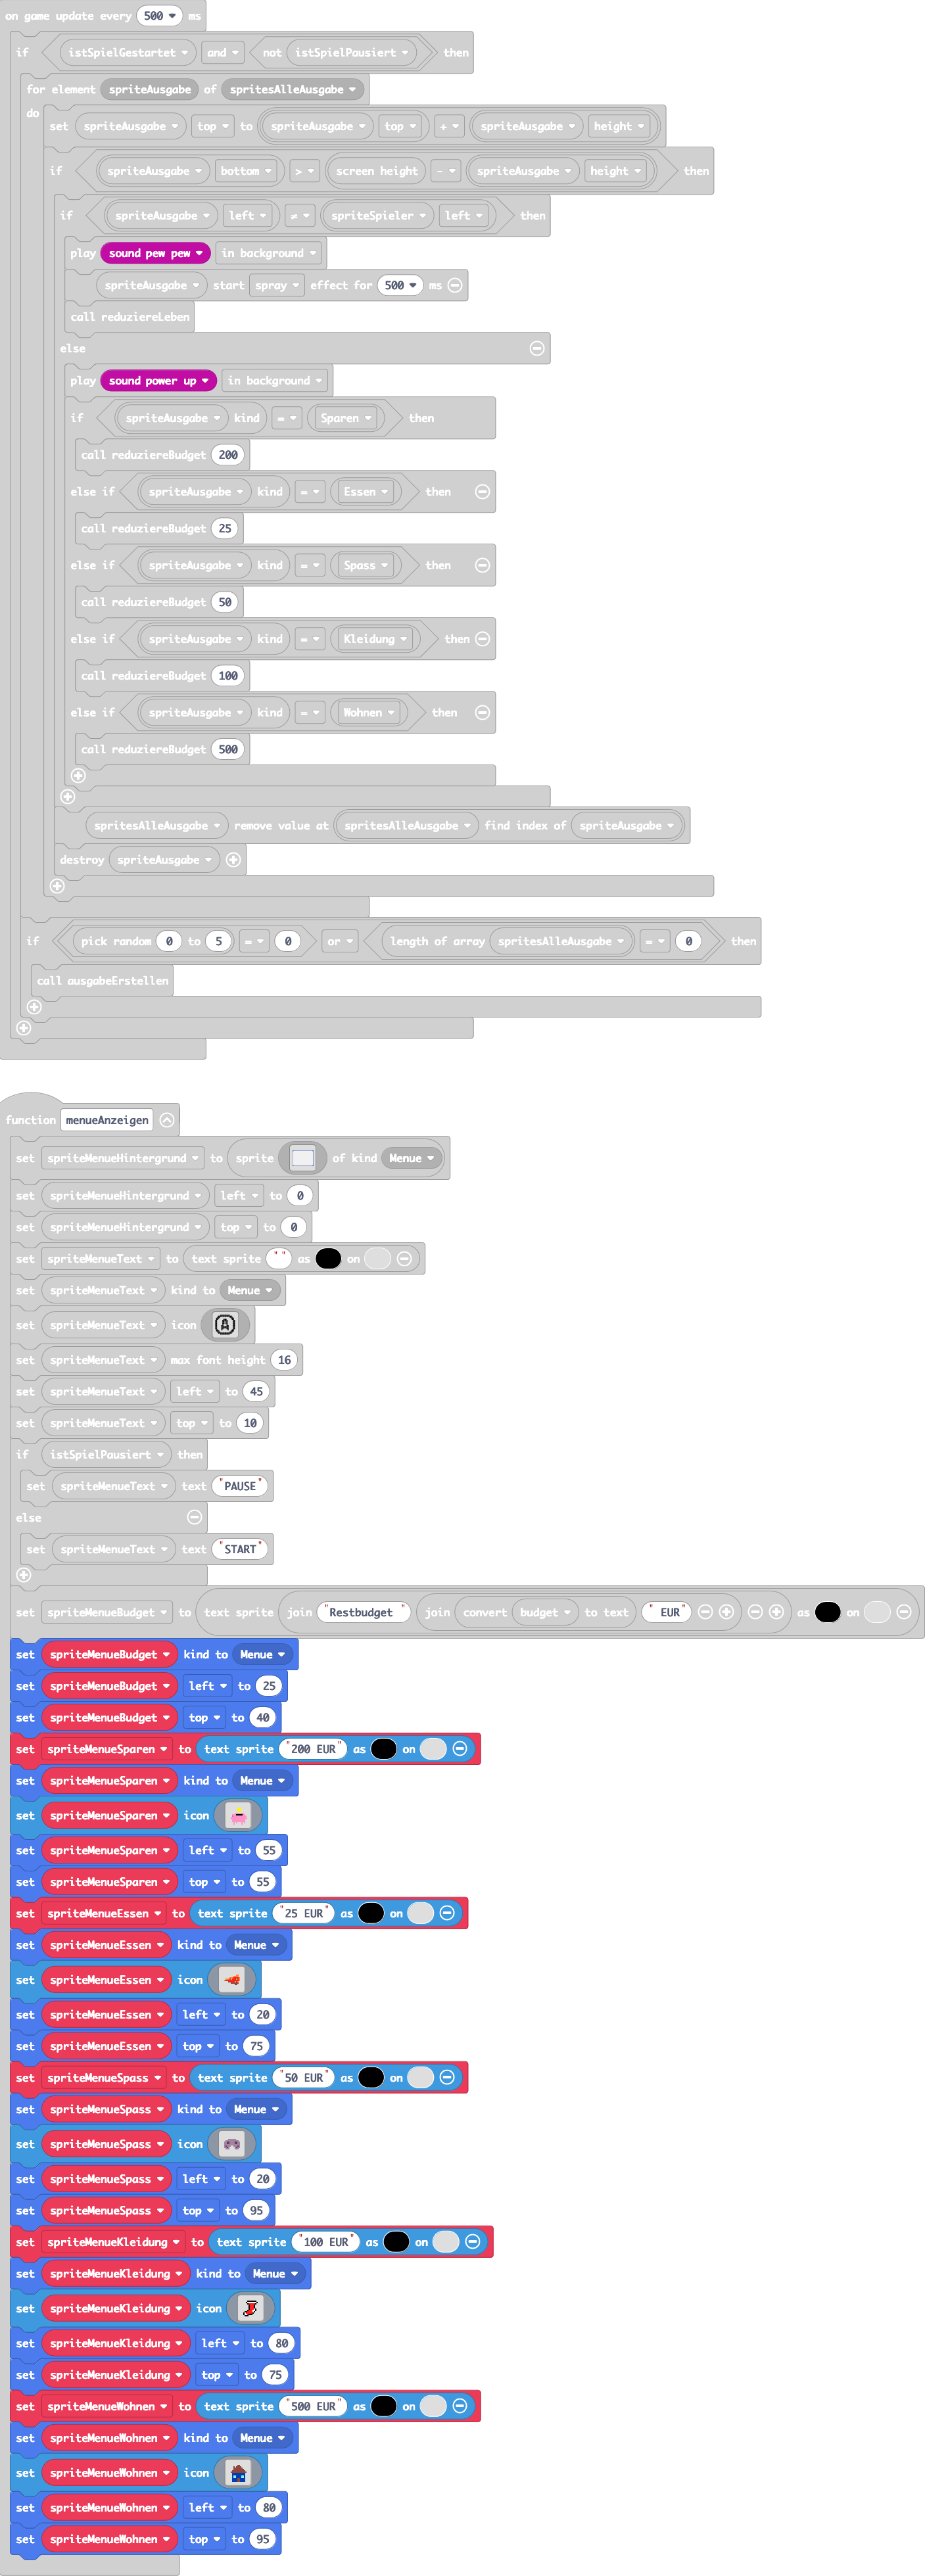 on game update every 500 ms
if istSpielGestartet and not istSpielPausiert then
for element spriteAusgabe of spritesAlleAusgabe
do
set spriteAusgabe top to spriteAusgabe top + spriteAusgabe height
if spriteAusgabe bottom > screen height - spriteAusgabe height then
if spriteAusgabe left ≠ spriteSpieler left then
play sound pew pew in background
spriteAusgabe start spray effect for 500 ms
call reduziereLeben
else
play sound power up in background
if spriteAusgabe kind = Sparen then
call reduziereBudget 200
else if spriteAusgabe kind = Essen then
call reduziereBudget 25
else if spriteAusgabe kind = Spass then
call reduziereBudget 50
else if spriteAusgabe kind = Kleidung then
call reduziereBudget 100
else if spriteAusgabe kind = Wohnen then
call reduziereBudget 500
spritesAlleAusgabe remove value at spritesAlleAusgabe find index of spriteAusgabe
destroy spriteAusgabe
if pick random 0 to 5 = 0 or length of array spritesAlleAusgabe = 0 then
call ausgabeErstellen
function menueAnzeigen
set spriteMenueHintergrund to sprite of kind Menue
set spriteMenueHintergrund left to 0
set spriteMenueHintergrund top to 0
set spriteMenueText to text sprite " " as on
set spriteMenueText kind to Menue
set spriteMenueText icon A
set spriteMenueText max font height 16
set spriteMenueText left to 45
set spriteMenueText top to 10
if istSpielPausiert then
set spriteMenueText text "PAUSE"
else
set spriteMenueText text "START"
set spriteMenueBudget to text sprite join "Restbudget " join convert budget to text " EUR" as on
set spriteMenueBudget kind to Menue
set spriteMenueBudget left to 25
set spriteMenueBudget top to 40
set spriteMenueSparen to text sprite "200 EUR" as on
set spriteMenueSparen kind to Menue
set spriteMenueSparen icon
set spriteMenueSparen left to 55
set spriteMenueSparen top to 55
set spriteMenueEssen to text sprite "25 EUR" as on
set spriteMenueEssen kind to Menue
set spriteMenueEssen icon
set spriteMenueEssen left to 20
set spriteMenueEssen top to 75
set spriteMenueSpass to text sprite "50 EUR" as on
set spriteMenueSpass kind to Menue
set spriteMenueSpass icon
set spriteMenueSpass left to 20
set spriteMenueSpass top to 95
set spriteMenueKleidung to text sprite "100 EUR" as on
set spriteMenueKleidung kind to Menue
set spriteMenueKleidung icon
set spriteMenueKleidung left to 80
set spriteMenueKleidung top to 75
set spriteMenueWohnen to text sprite "500 EUR" as on
set spriteMenueWohnen kind to Menue
set spriteMenueWohnen icon
set spriteMenueWohnen left to 80
set spriteMenueWohnen top to 95